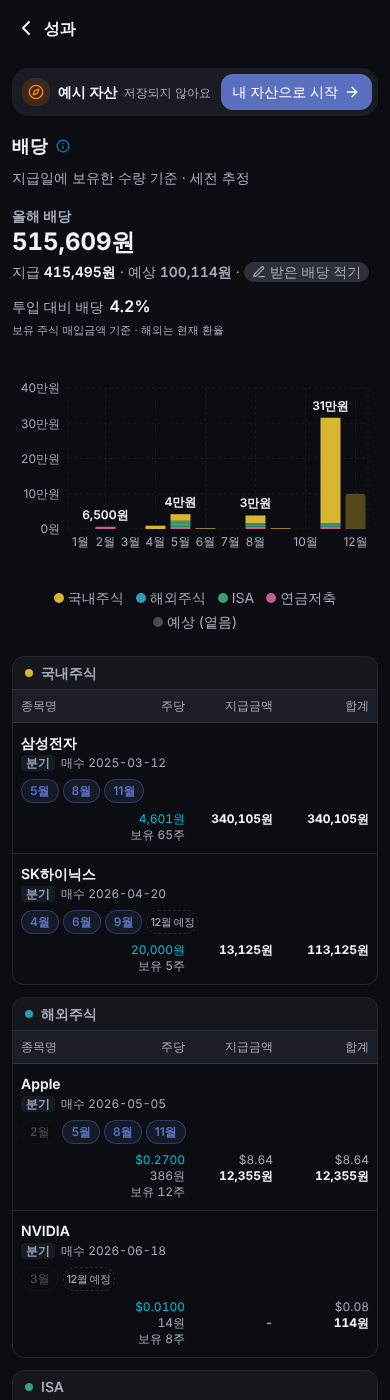 성과
예시 자산 저장되지 않아요 내 자산으로 시작 →
배당
지급일에 보유한 수량 기준 · 세전 추정
올해 배당
515,609원
지급 415,495원 · 예상 100,114원 · 받은 배당 적기
투입 대비 배당 4.2%
보유 주식 매입금액 기준 · 해외는 현재 환율
40만원
30만원
20만원
10만원
0원
6,500원
4만원
3만원
31만원
1월 2월 3월 4월 5월 6월 7월 8월 10월 12월
국내주식 해외주식 ISA 연금저축
예상 (옅음)
국내주식
종목명 주당 지급금액 합계
삼성전자
분기 매수 2025-03-12
5월 8월 11월
4,601원 340,105원 340,105원
보유 65주
SK하이닉스
분기 매수 2026-04-20
4월 6월 9월 12월 예정
20,000원 13,125원 113,125원
보유 5주
해외주식
종목명 주당 지급금액 합계
Apple
분기 매수 2026-05-05
2월 5월 8월 11월
$0.2700 $8.64 $8.64
386원 12,355원 12,355원
보유 12주
NVIDIA
분기 매수 2026-06-18
3월 12월 예정
$0.0100 $0.08
14원 - 114원
보유 8주
ISA